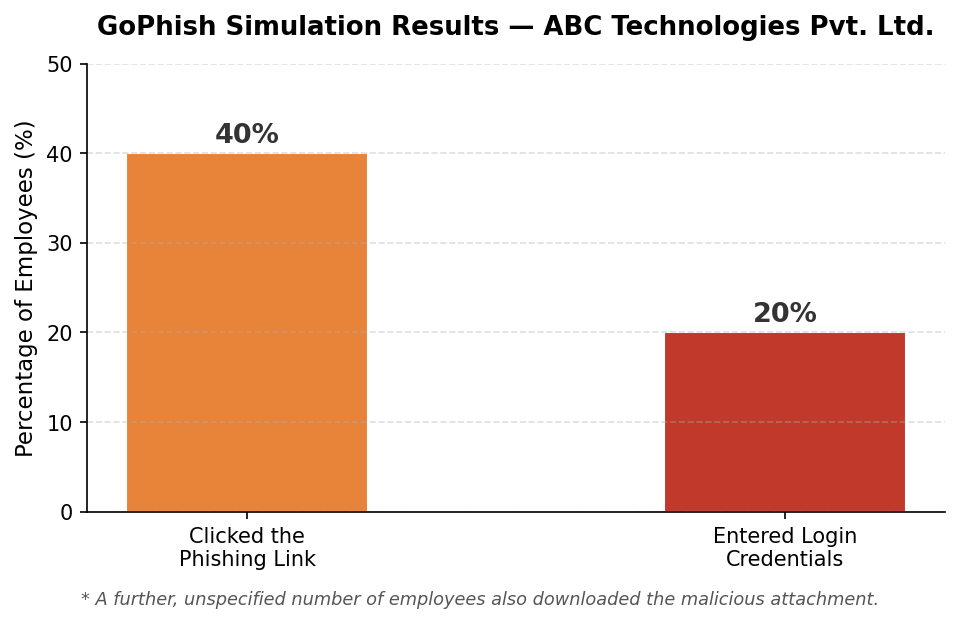 GoPhish Simulation Results — ABC Technologies Pvt. Ltd.
Percentage of Employees (%)
50
40
30
20
10
0
40%
20%
Clicked the
Phishing Link
Entered Login
Credentials
* A further, unspecified number of employees also downloaded the malicious attachment.